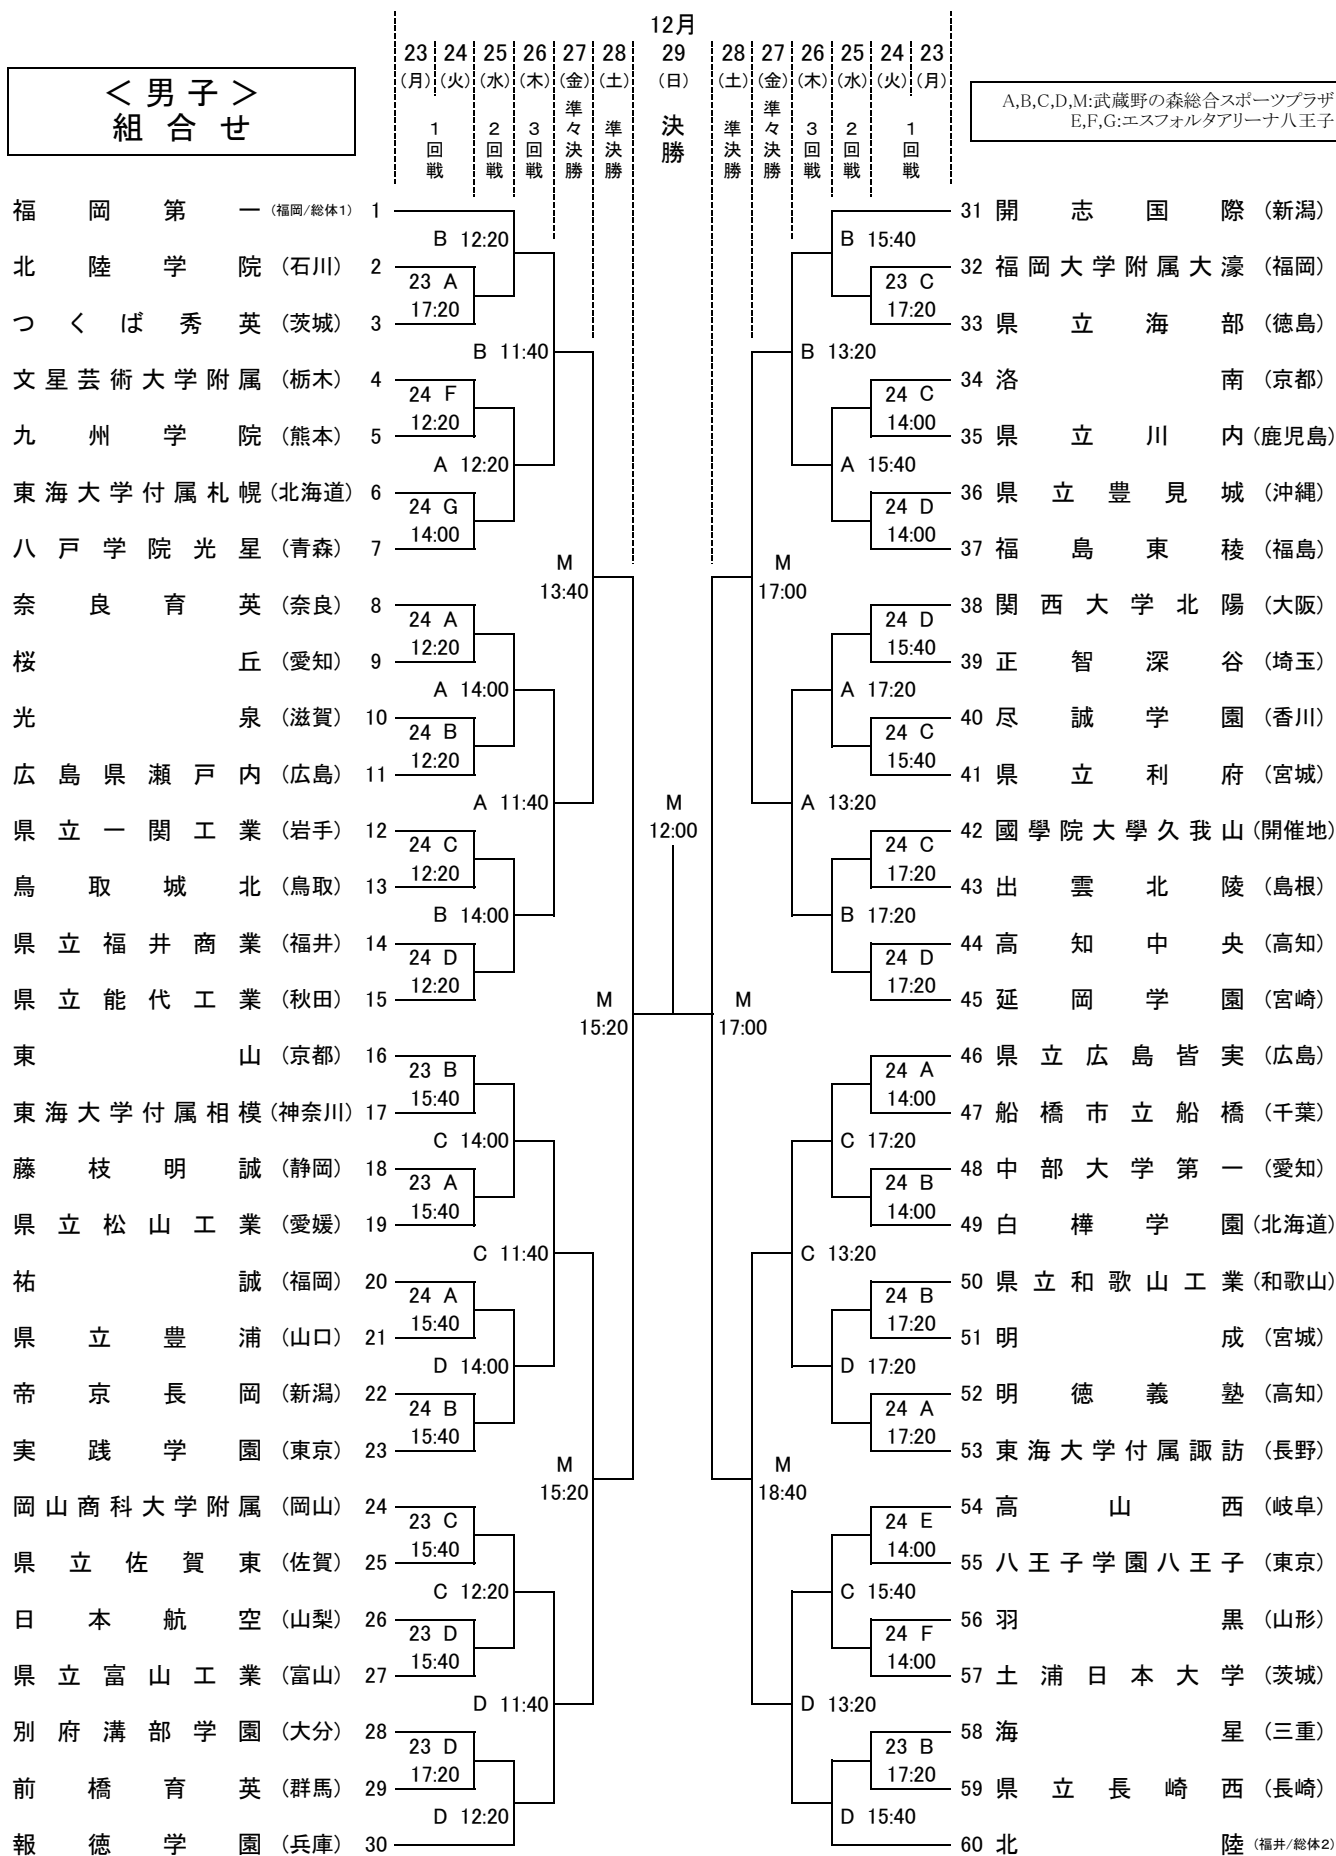 12月
23 24 25 26 27 28 29 28 27 26 25 24 23
(月) (火) (水) (木) (金) (土) (日) (土) (金) (木) (水) (火) (月)
1回戦 2回戦 3回戦 準々決勝 準決勝 決勝 準決勝 準々決勝 3回戦 2回戦 1回戦
＜男子＞
組合せ
A,B,C,D,M:武蔵野の森総合スポーツプラザ
E,F,G:エスフォルタアリーナ八王子
福岡第一 (福岡/総体1) 1
北陸学院 (石川) 2
つくば秀英 (茨城) 3
文星芸術大学附属 (栃木) 4
九州学院 (熊本) 5
東海大学付属札幌 (北海道) 6
八戸学院光星 (青森) 7
奈良育英 (奈良) 8
桜丘 (愛知) 9
光泉 (滋賀) 10
広島県瀬戸内 (広島) 11
県立一関工業 (岩手) 12
鳥取城北 (鳥取) 13
県立福井商業 (福井) 14
県立能代工業 (秋田) 15
東山 (京都) 16
東海大学付属相模 (神奈川) 17
藤枝明誠 (静岡) 18
県立松山工業 (愛媛) 19
祐誠 (福岡) 20
県立豊浦 (山口) 21
帝京長岡 (新潟) 22
実践学園 (東京) 23
岡山商科大学附属 (岡山) 24
県立佐賀東 (佐賀) 25
日本航空 (山梨) 26
県立富山工業 (富山) 27
別府溝部学園 (大分) 28
前橋育英 (群馬) 29
報徳学園 (兵庫) 30
23 A
17:20
24 F
12:20
24 G
14:00
24 A
12:20
24 B
12:20
24 C
12:20
24 D
12:20
23 B
15:40
23 A
15:40
24 A
15:40
24 B
15:40
23 C
15:40
23 D
15:40
23 D
17:20
B 12:20
A 12:20
A 14:00
B 14:00
C 14:00
D 14:00
C 12:20
D 12:20
B 11:40
A 11:40
C 11:40
D 11:40
M
13:40
M
15:20
M
15:20
M
12:00
M
17:00
M
17:00
M
18:40
B 13:20
A 13:20
C 13:20
D 13:20
B 15:40
A 15:40
A 17:20
B 17:20
C 17:20
D 17:20
C 15:40
D 15:40
23 C
17:20
24 C
14:00
24 D
14:00
24 D
15:40
24 C
15:40
24 C
17:20
24 D
17:20
24 A
14:00
24 B
14:00
24 B
17:20
24 A
17:20
24 E
14:00
24 F
14:00
23 B
17:20
31 開志国際 (新潟)
32 福岡大学附属大濠 (福岡)
33 県立海部 (徳島)
34 洛南 (京都)
35 県立川内 (鹿児島)
36 県立豊見城 (沖縄)
37 福島東稜 (福島)
38 関西大学北陽 (大阪)
39 正智深谷 (埼玉)
40 尽誠学園 (香川)
41 県立利府 (宮城)
42 國學院大學久我山 (開催地)
43 出雲北陵 (島根)
44 高知中央 (高知)
45 延岡学園 (宮崎)
46 県立広島皆実 (広島)
47 船橋市立船橋 (千葉)
48 中部大学第一 (愛知)
49 白樺学園 (北海道)
50 県立和歌山工業 (和歌山)
51 明成 (宮城)
52 明徳義塾 (高知)
53 東海大学付属諏訪 (長野)
54 高山西 (岐阜)
55 八王子学園八王子 (東京)
56 羽黒 (山形)
57 土浦日本大学 (茨城)
58 海星 (三重)
59 県立長崎西 (長崎)
60 北陸 (福井/総体2)